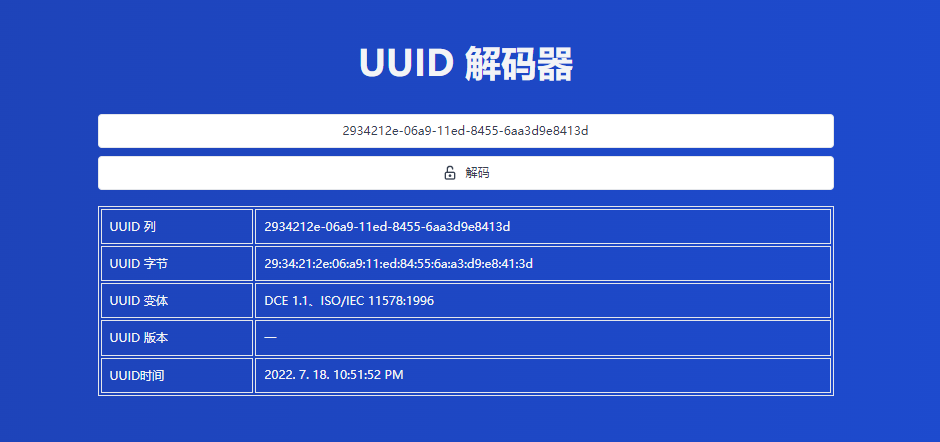 UUID 解码器
2934212e-06a9-11ed-8455-6aa3d9e8413d
解码
UUID 列 2934212e-06a9-11ed-8455-6aa3d9e8413d
UUID 字节 29:34:21:2e:06:a9:11:ed:84:55:6a:a3:d9:e8:41:3d
UUID 变体 DCE 1.1、ISO/IEC 11578:1996
UUID 版本 —
UUID时间 2022. 7. 18. 10:51:52 PM